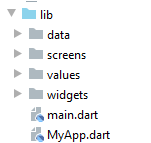 lib
data
screens
values
widgets
main.dart
MyApp.dart